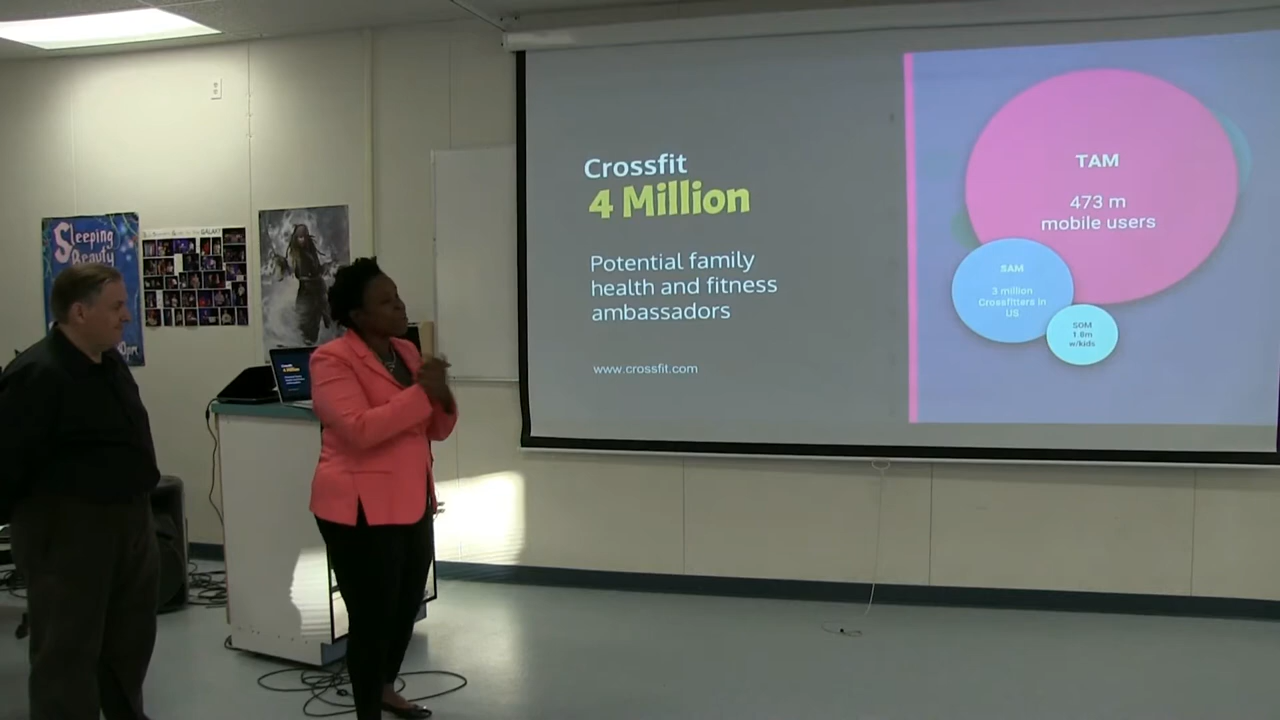 Crossfit
4 Million
Potential family
health and fitness
ambassadors
www.crossfit.com
TAM
473 m
mobile users
SAM
3 million
Crossfitters in
US
SOM
1.8m
w/kids
Sleeping
Beauty
GALAXY